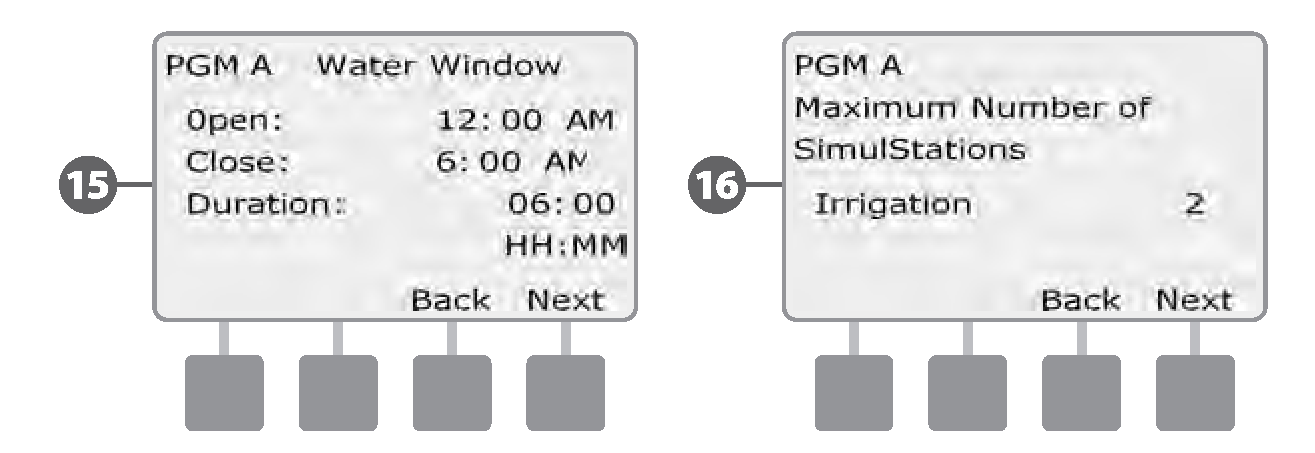 15
PGM A Water Window
Open: 12:00 AM
Close: 6:00 AM
Duration: 06:00
HH:MM
Back Next
16
PGM A
Maximum Number of
SimulStations
Irrigation 2
Back Next